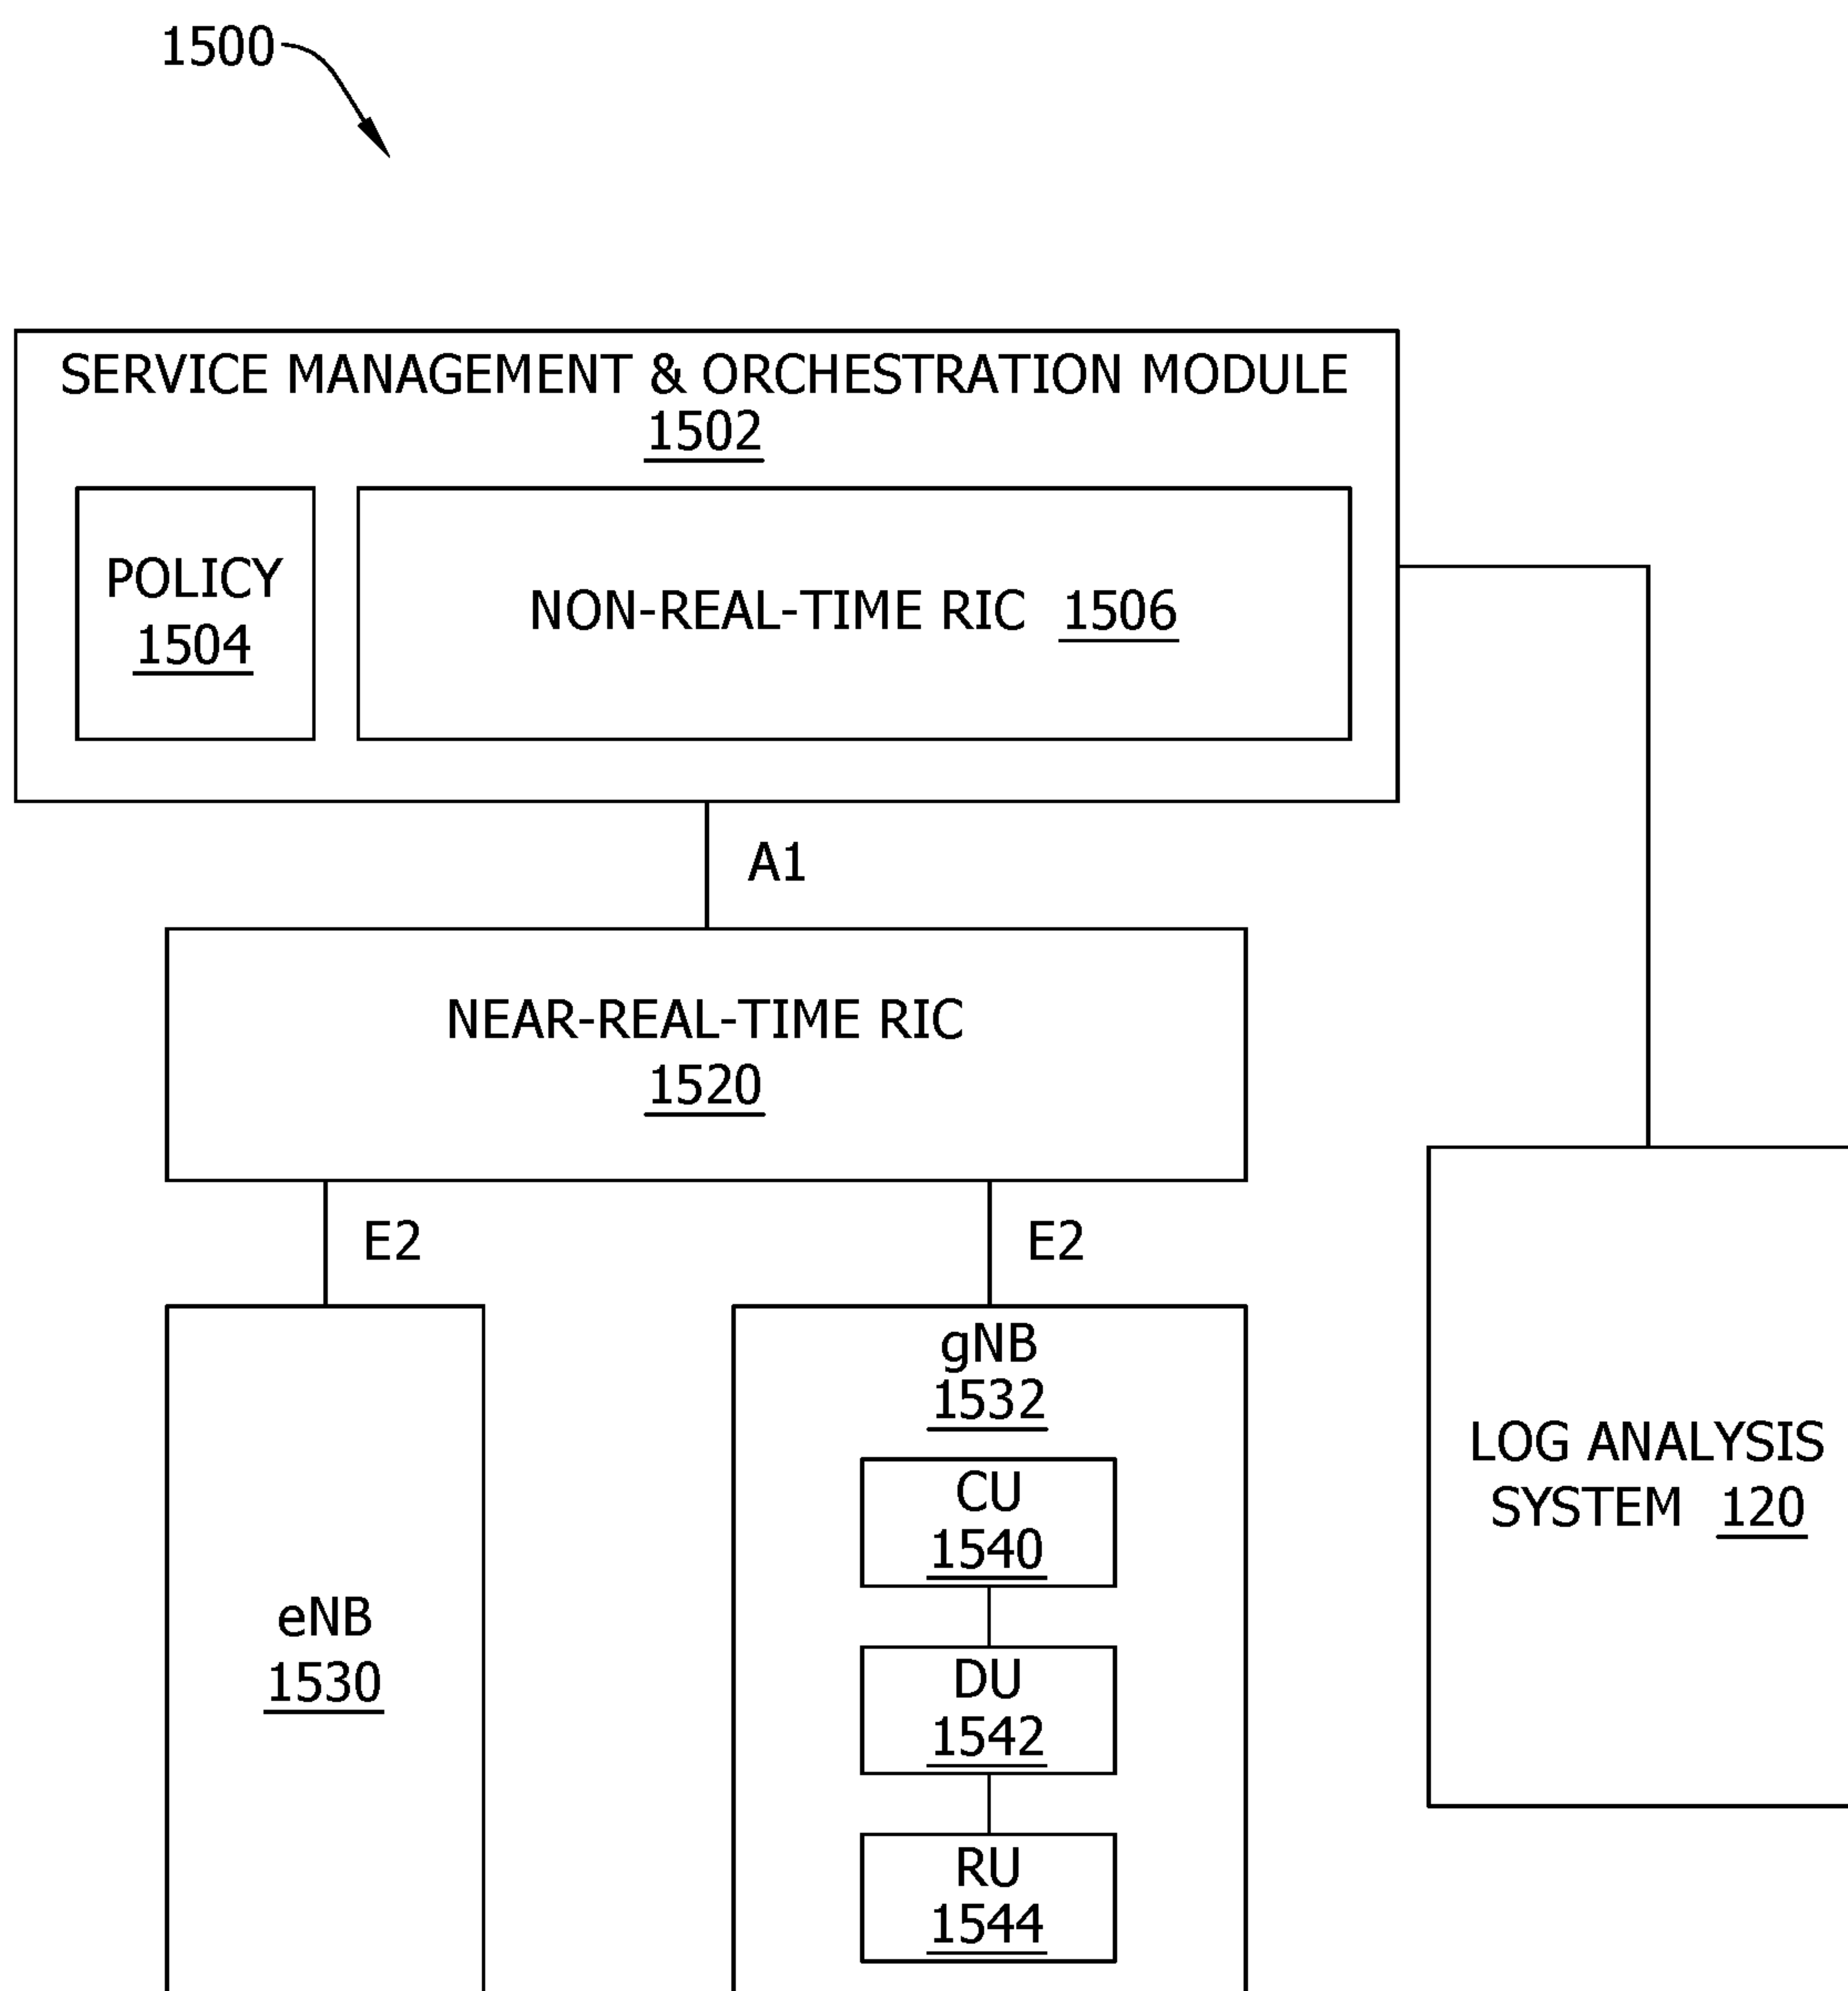 1500
SERVICE MANAGEMENT & ORCHESTRATION MODULE
1502
POLICY
1504
NON-REAL-TIME RIC 1506
A1
NEAR-REAL-TIME RIC
1520
E2
E2
eNB
1530
gNB
1532
CU
1540
DU
1542
RU
1544
LOG ANALYSIS
SYSTEM 120